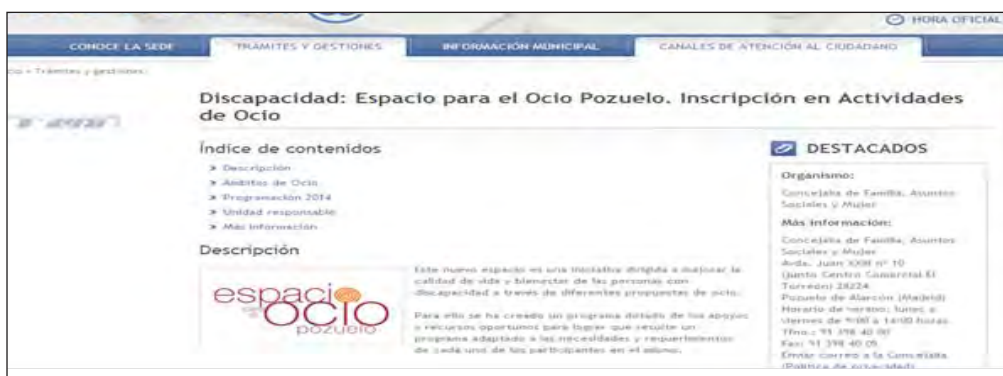 HORA OFICIAL
CONOCE LA SEDE
TRÁMITES Y GESTIONES
INFORMACIÓN MUNICIPAL
CANALES DE ATENCIÓN AL CIUDADANO
» Trámites y gestiones
Discapacidad: Espacio para el Ocio Pozuelo. Inscripción en Actividades
de Ocio
Índice de contenidos
» Descripción
» Ámbitos de Ocio
» Programación 2014
» Unidad responsable
» Más información
Descripción
espacio
ocio
pozuelo
Este nuevo espacio es una iniciativa dirigida a mejorar la
calidad de vida y bienestar de las personas con
discapacidad a través de diferentes propuestas de ocio.
Para ello se ha creado un programa dotado de los apoyos
y recursos oportunos para lograr que resulte un
programa adaptado a las necesidades y requerimientos
de cada uno de los participantes en el mismo.
DESTACADOS
Organismo:
Concejalía de Familia, Asuntos
Sociales y Mujer
Más información:
Concejalía de Familia, Asuntos
Sociales y Mujer
Avda. Juan XXIII nº 10
(junto Centro Comercial El
Torreón) 28224
Pozuelo de Alarcón (Madrid)
Horario de verano: lunes a
viernes de 9:00 a 14:00 horas.
Tfno.: 91 398 40 00
Fax: 91 398 40 09
Enviar correo a la Concejalía
(Política de privacidad)